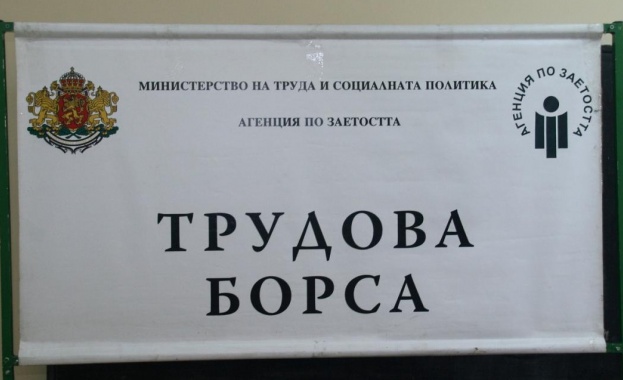 МИНИСТЕРСТВО НА ТРУДА И СОЦИАЛНАТА ПОЛИТИКА
АГЕНЦИЯ ПО ЗАЕТОСТТА
АГЕНЦИЯ ПО ЗАЕТОСТТА
ТРУДОВА
БОРСА